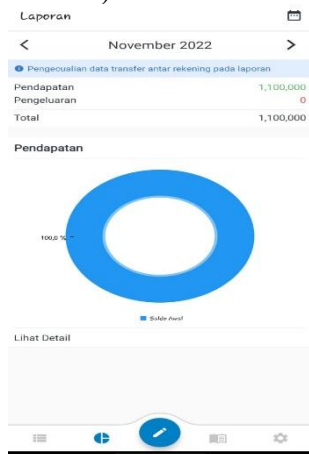 Laporan
November 2022
Pengecualian data transfer antar rekening pada laporan
Pendapatan 1,100,000
Pengeluaran 0
Total 1,100,000
Pendapatan
100,0 %
Saldo Awal
Lihat Detail